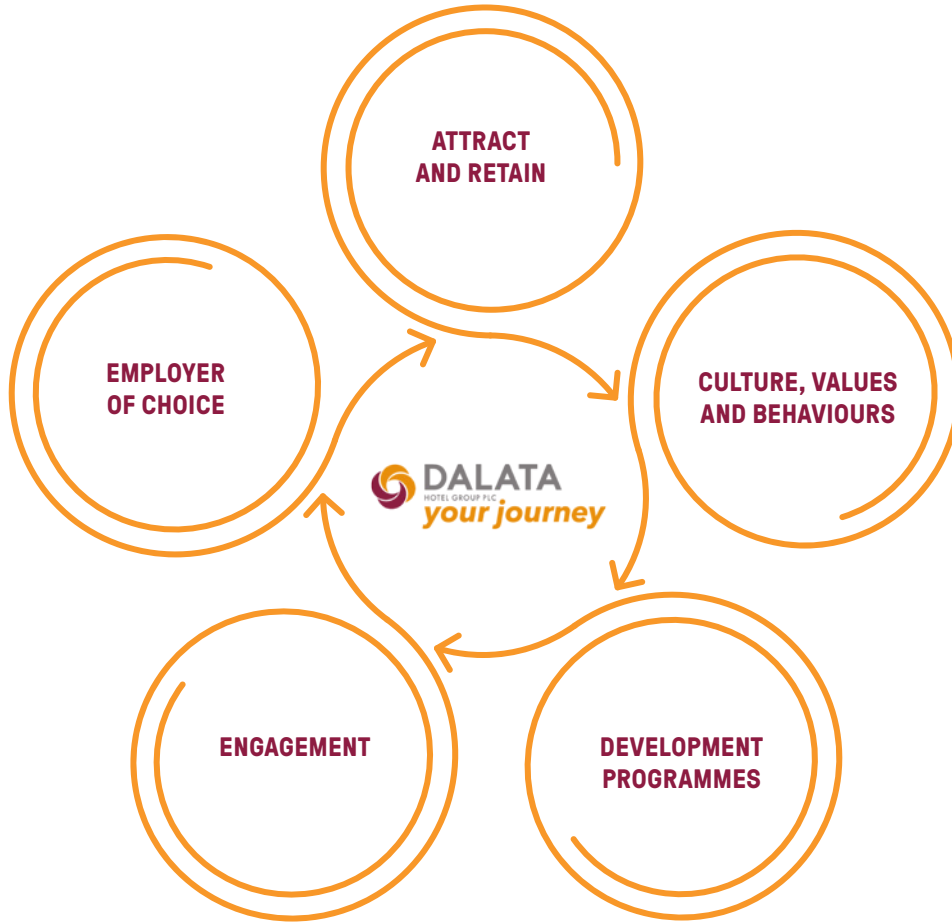 ATTRACT
AND RETAIN
CULTURE, VALUES
AND BEHAVIOURS
DEVELOPMENT
PROGRAMMES
ENGAGEMENT
EMPLOYER
OF CHOICE
DALATA
HOTEL GROUP PLC
your journey